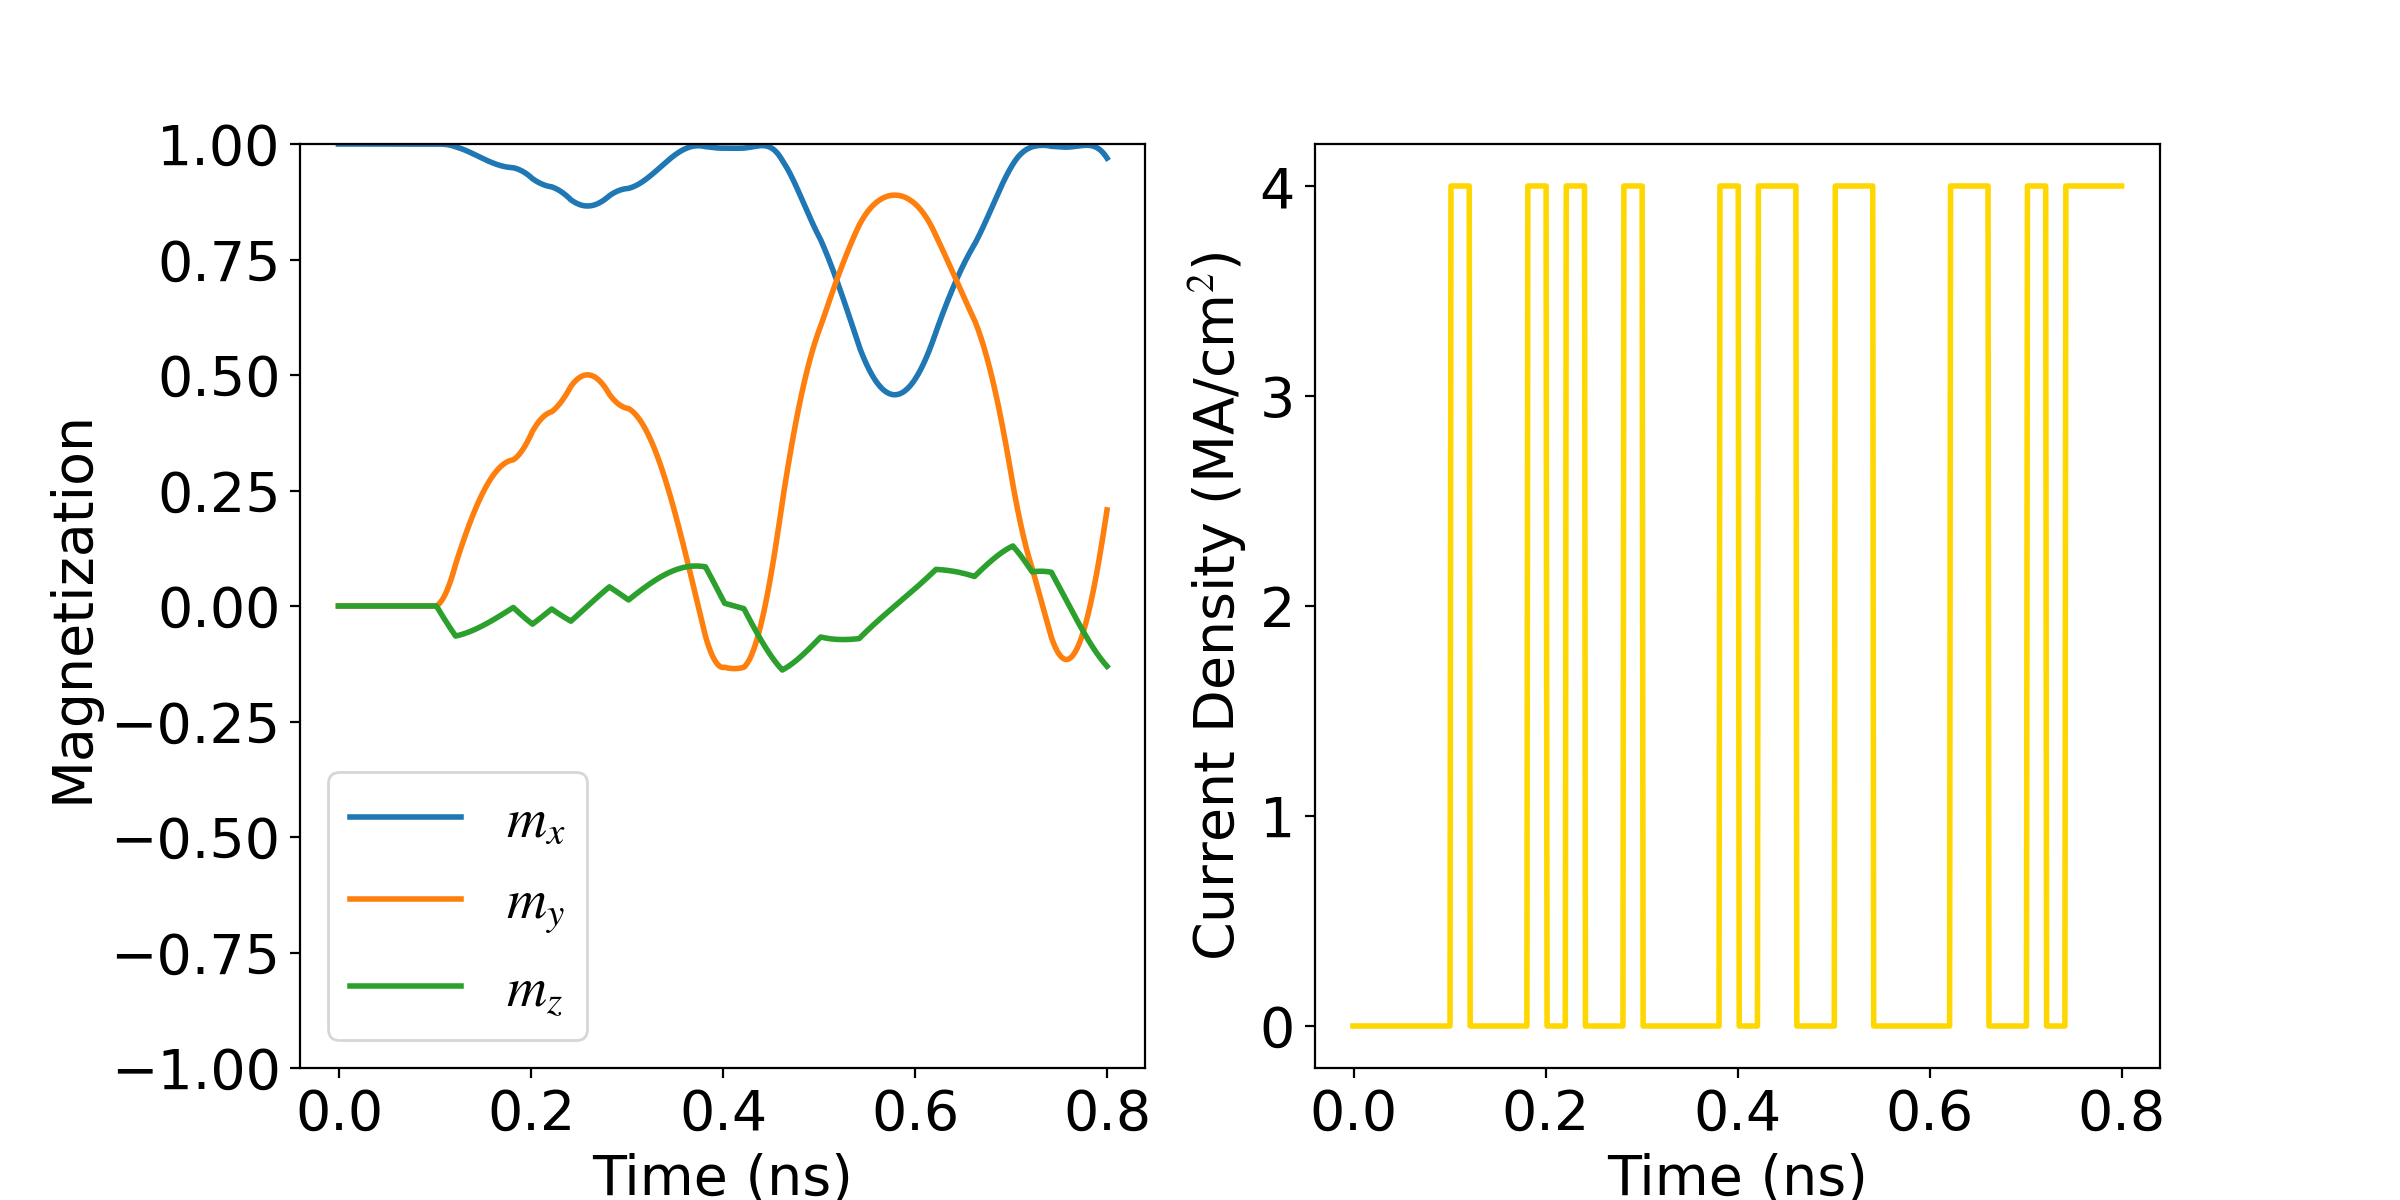 Magnetization
1.00
0.75
0.50
0.25
0.00
−0.25
−0.50
−0.75
−1.00
m_x
m_y
m_z
0.0 0.2 0.4 0.6 0.8
Time (ns)
Current Density (MA/cm²)
4
3
2
1
0
0.0 0.2 0.4 0.6 0.8
Time (ns)